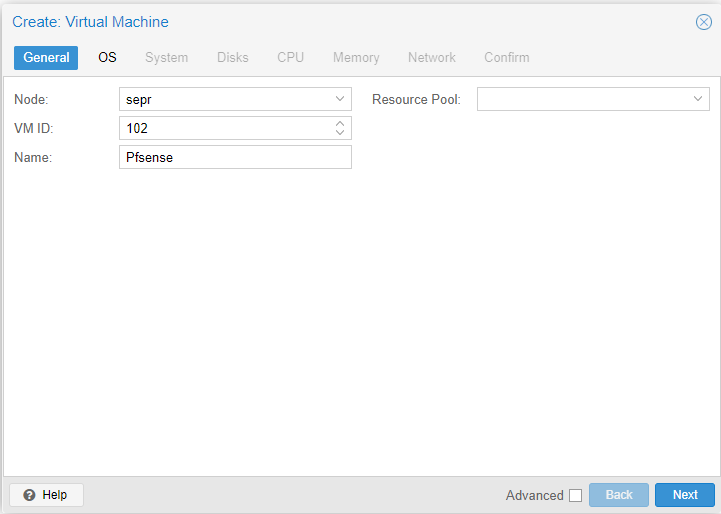 Create: Virtual Machine
General OS System Disks CPU Memory Network Confirm
Node: sepr Resource Pool:
VM ID: 102
Name: Pfsense
Help Advanced Back Next